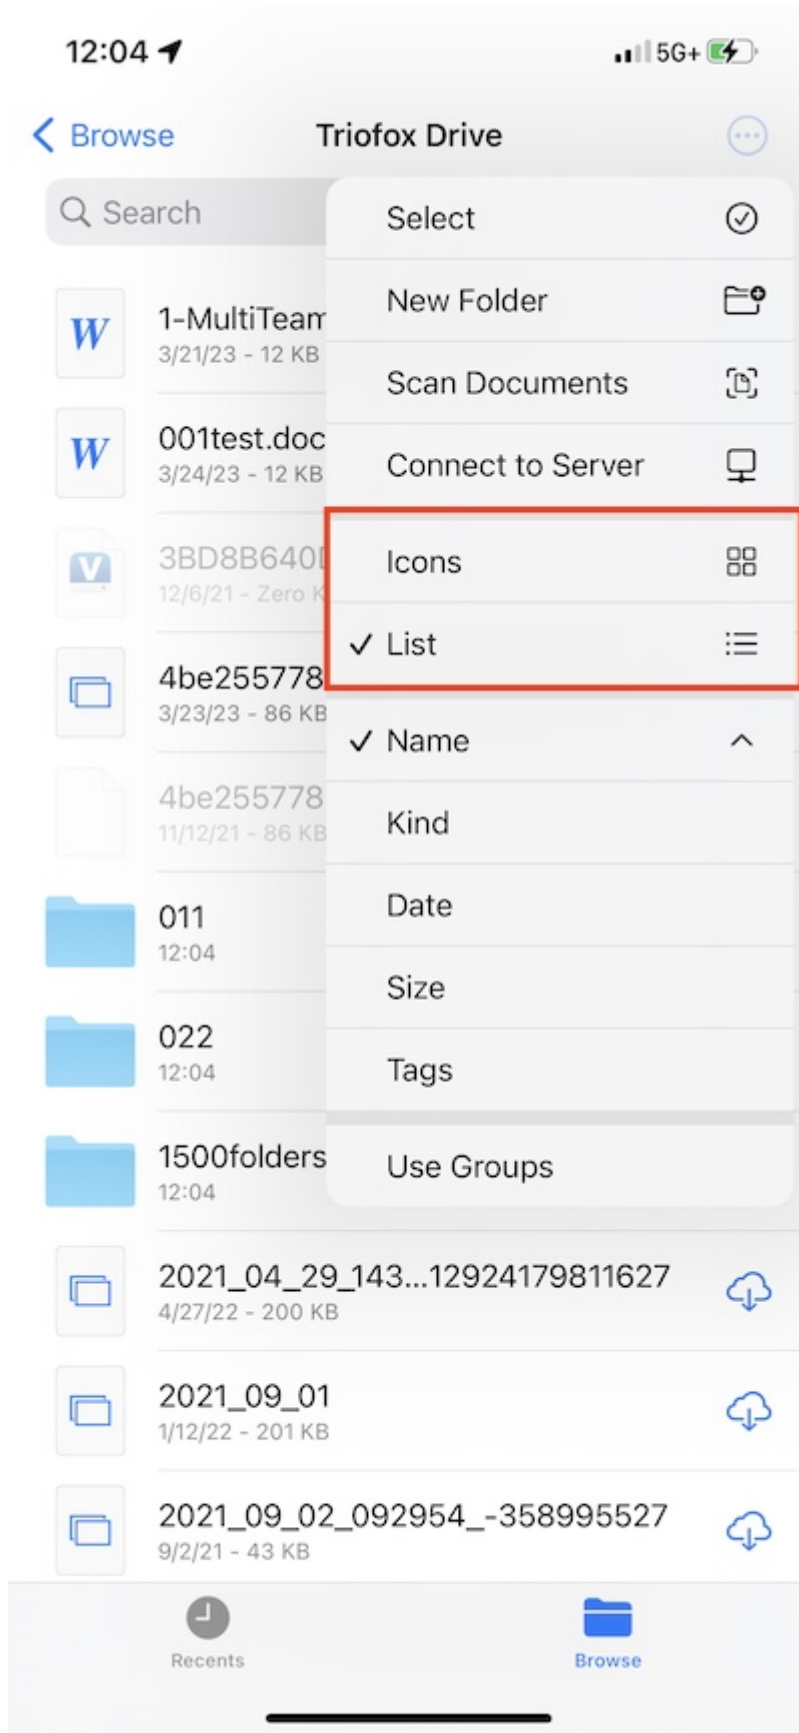 12:04
5G+
Browse
Triofox Drive
Search
Select
New Folder
Scan Documents
Connect to Server
Icons
List
Name
Kind
Date
Size
Tags
Use Groups
W
1-MultiTeam
3/21/23 - 12 KB
W
001test.doc
3/24/23 - 12 KB
V
3BD8B640
12/6/21 - Zero K
4be255778
3/23/23 - 86 KB
4be255778
11/12/21 - 86 KB
011
12:04
022
12:04
1500folders
12:04
2021_04_29_143...12924179811627
4/27/22 - 200 KB
2021_09_01
1/12/22 - 201 KB
2021_09_02_092954_-358995527
9/2/21 - 43 KB
Recents
Browse